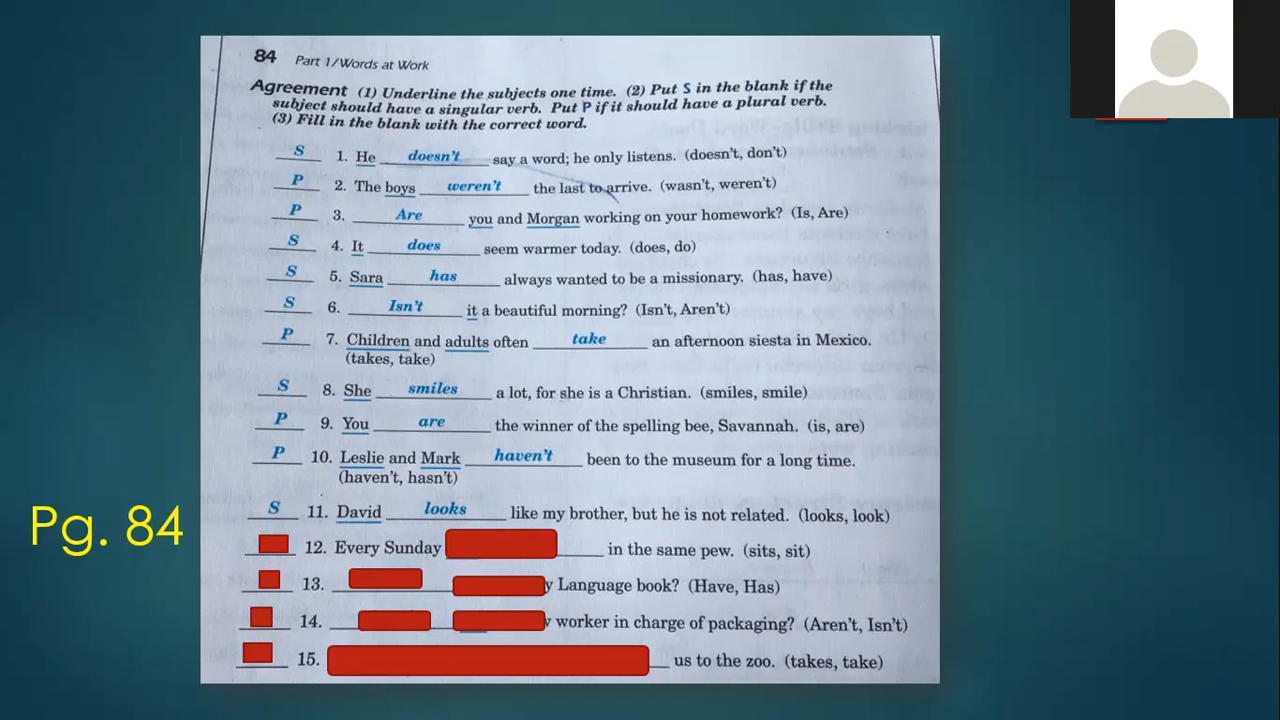 84 Part 1/Words at Work
Agreement (1) Underline the subjects one time. (2) Put S in the blank if the
subject should have a singular verb. Put P if it should have a plural verb.
(3) Fill in the blank with the correct word.
S 1. He doesn't say a word; he only listens. (doesn't, don't)
P 2. The boys weren't the last to arrive. (wasn't, weren't)
P 3. Are you and Morgan working on your homework? (Is, Are)
S 4. It does seem warmer today. (does, do)
S 5. Sara has always wanted to be a missionary. (has, have)
S 6. Isn't it a beautiful morning? (Isn't, Aren't)
P 7. Children and adults often take an afternoon siesta in Mexico.
(takes, take)
S 8. She smiles a lot, for she is a Christian. (smiles, smile)
P 9. You are the winner of the spelling bee, Savannah. (is, are)
P 10. Leslie and Mark haven't been to the museum for a long time.
(haven't, hasn't)
S 11. David looks like my brother, but he is not related. (looks, look)
12. Every Sunday in the same pew. (sits, sit)
13. y Language book? (Have, Has)
14. worker in charge of packaging? (Aren't, Isn't)
15. us to the zoo. (takes, take)
Pg. 84